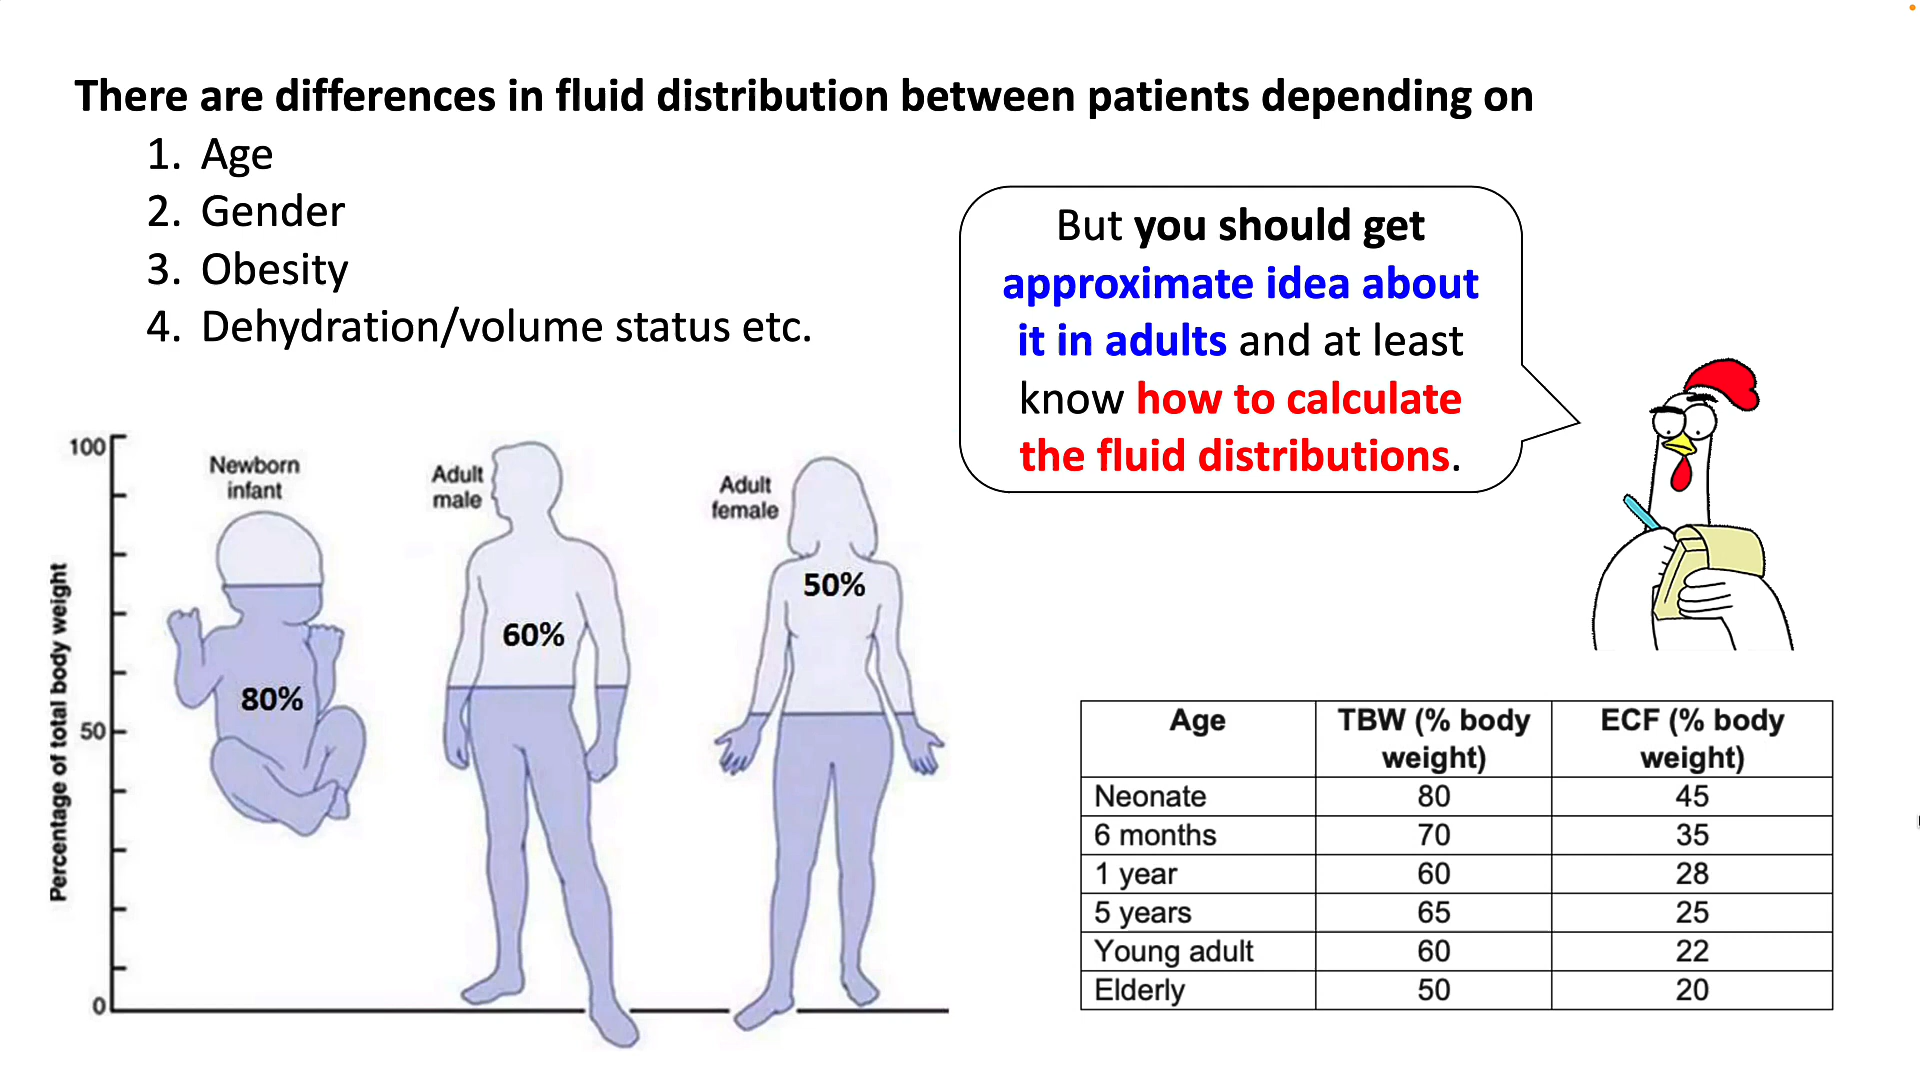 There are differences in fluid distribution between patients depending on
1. Age
2. Gender
3. Obesity
4. Dehydration/volume status etc.
But you should get
approximate idea about
it in adults and at least
know how to calculate
the fluid distributions.
Percentage of total body weight
100
50
0
Newborn
infant
80%
Adult
male
60%
Adult
female
50%
Age TBW (% body weight) ECF (% body weight)
Neonate 80 45
6 months 70 35
1 year 60 28
5 years 65 25
Young adult 60 22
Elderly 50 20